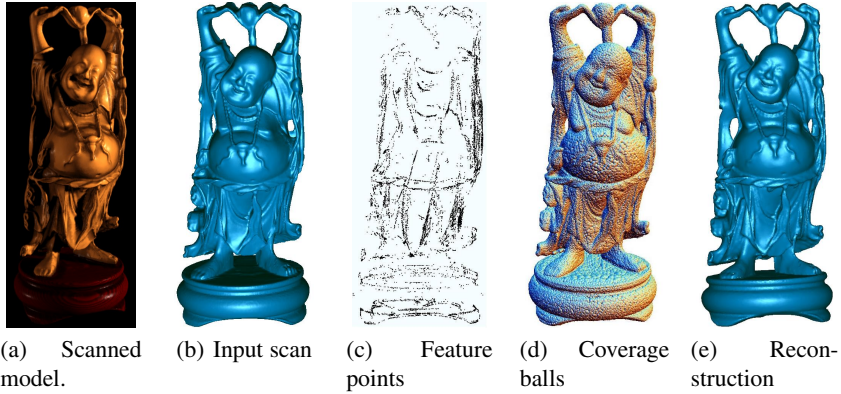 (a) Scanned model.
(b) Input scan
(c) Feature points
(d) Coverage balls
(e) Recon-
struction